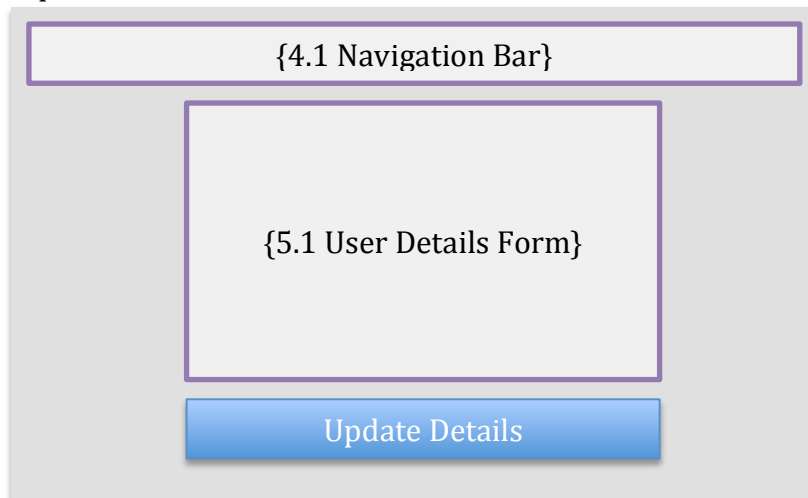 {4.1 Navigation Bar}
{5.1 User Details Form}
Update Details